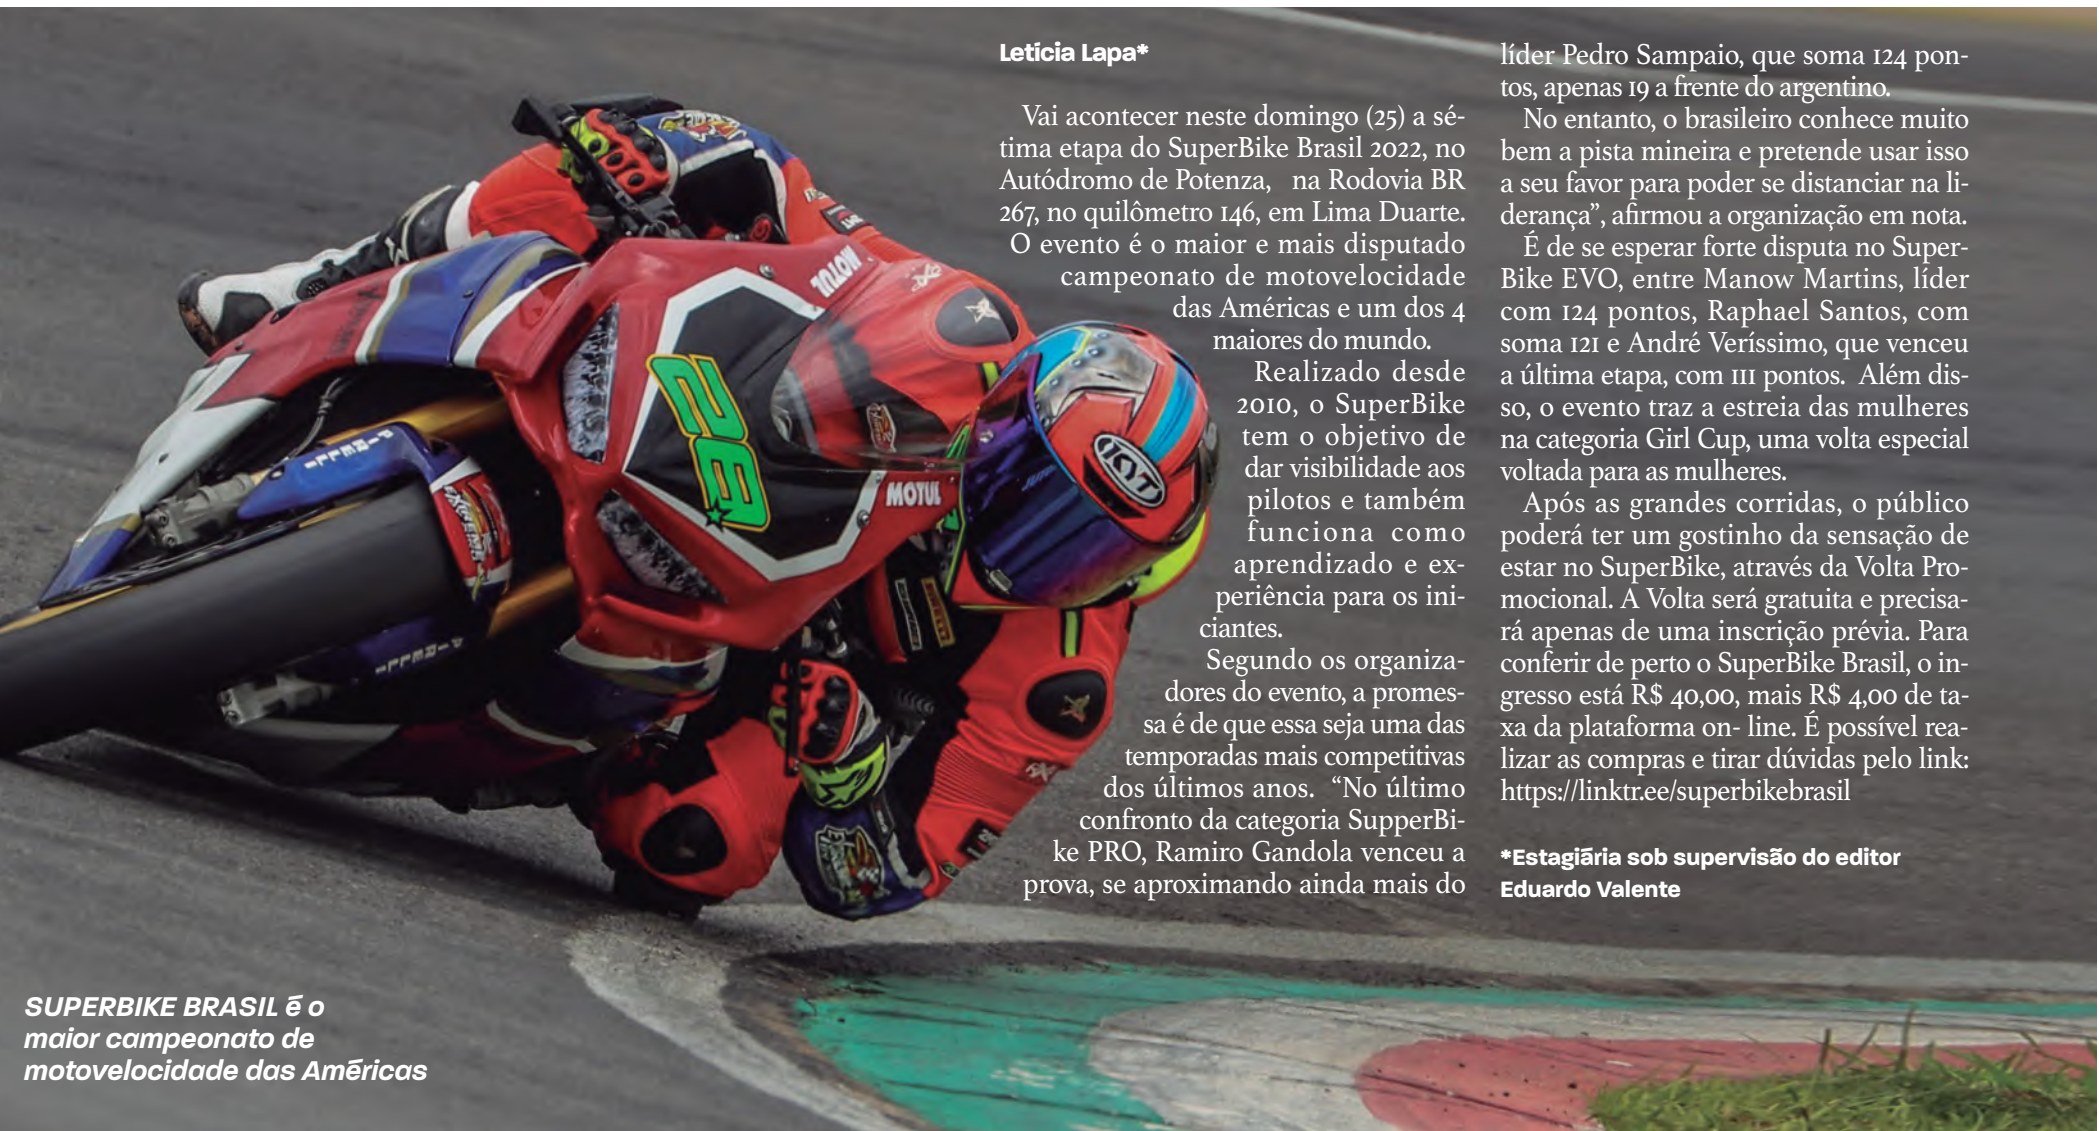 Letícia Lapa*
Vai acontecer neste domingo (25) a sé-
tima etapa do SuperBike Brasil 2022, no
Autódromo de Potenza, na Rodovia BR
267, no quilômetro 146, em Lima Duarte.
O evento é o maior e mais disputado
campeonato de motovelocidade
das Américas e um dos 4
maiores do mundo.
Realizado desde
2010, o SuperBike
tem o objetivo de
dar visibilidade aos
pilotos e também
funciona como
aprendizado e ex-
periência para os ini-
ciantes.
Segundo os organiza-
dores do evento, a promes-
sa é de que essa seja uma das
temporadas mais competitivas
dos últimos anos. “No último
confronto da categoria SupperBi-
ke PRO, Ramiro Gandola venceu a
prova, se aproximando ainda mais do
líder Pedro Sampaio, que soma 124 pon-
tos, apenas 19 a frente do argentino.
No entanto, o brasileiro conhece muito
bem a pista mineira e pretende usar isso
a seu favor para poder se distanciar na li-
derança”, afirmou a organização em nota.
É de se esperar forte disputa no Super-
Bike EVO, entre Manow Martins, líder
com 124 pontos, Raphael Santos, com
soma 121 e André Veríssimo, que venceu
a última etapa, com 111 pontos. Além dis-
so, o evento traz a estreia das mulheres
na categoria Girl Cup, uma volta especial
voltada para as mulheres.
Após as grandes corridas, o público
poderá ter um gostinho da sensação de
estar no SuperBike, através da Volta Pro-
mocional. A Volta será gratuita e precisa-
rá apenas de uma inscrição prévia. Para
conferir de perto o SuperBike Brasil, o in-
gresso está R$ 40,00, mais R$ 4,00 de ta-
xa da plataforma on- line. É possível rea-
lizar as compras e tirar dúvidas pelo link:
https://linktr.ee/superbikebrasil
*Estagiária sob supervisão do editor
Eduardo Valente
SUPERBIKE BRASIL é o
maior campeonato de
motovelocidade das Américas
MOTUL
28
MOTUL
KYT
PIRELLI
EXTREME
PIRELLI